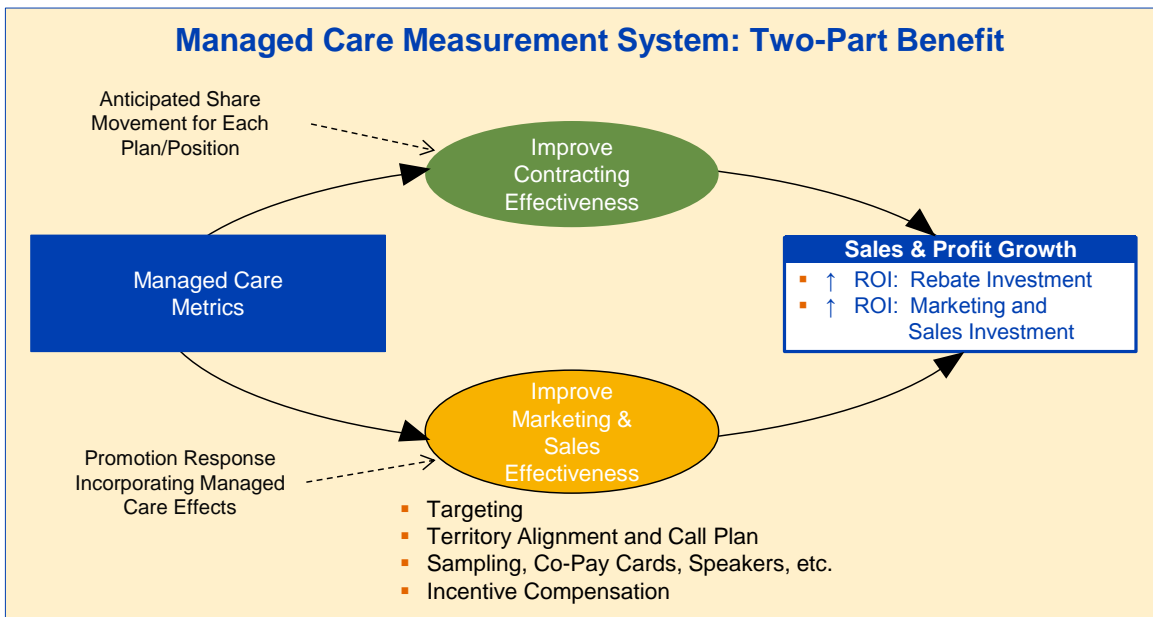 Managed Care Measurement System: Two-Part Benefit
Anticipated Share
Movement for Each
Plan/Position
Improve
Contracting
Effectiveness
Managed Care
Metrics
Sales & Profit Growth
▪ ↑ ROI: Rebate Investment
▪ ↑ ROI: Marketing and
Sales Investment
Improve
Marketing &
Sales
Effectiveness
Promotion Response
Incorporating Managed
Care Effects
▪ Targeting
▪ Territory Alignment and Call Plan
▪ Sampling, Co-Pay Cards, Speakers, etc.
▪ Incentive Compensation